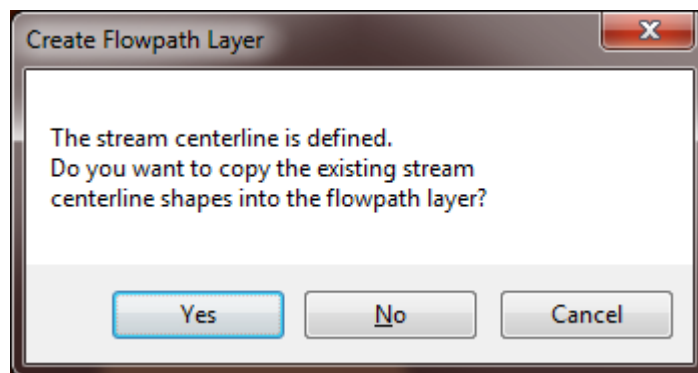 Create Flowpath Layer
The stream centerline is defined.
Do you want to copy the existing stream
centerline shapes into the flowpath layer?
Yes
No
Cancel